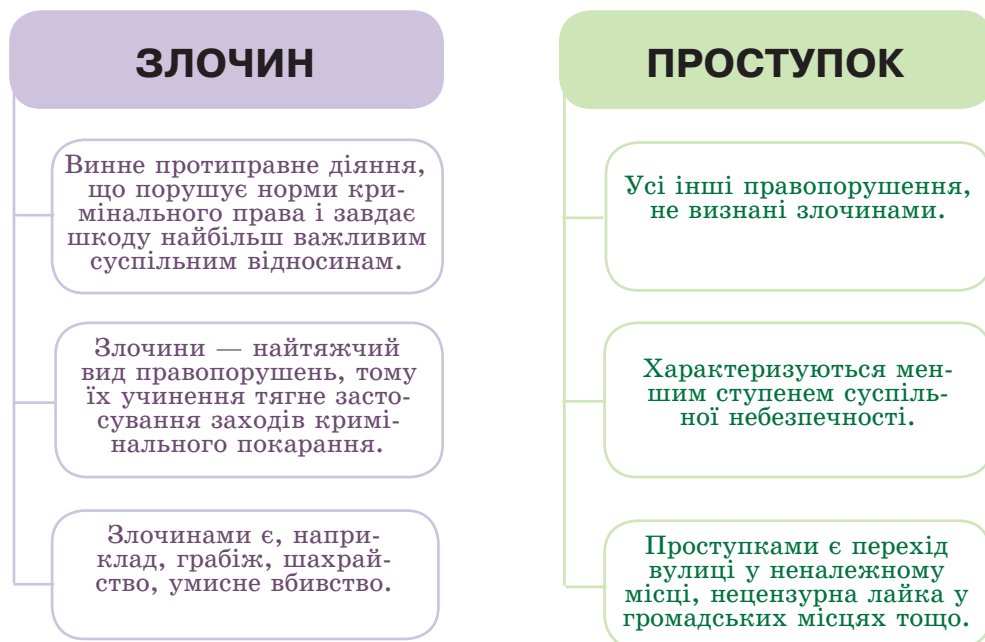 ЗЛОЧИН
Винне протиправне діяння,
що порушує норми кри-
мінального права і завдає
шкоду найбільш важливим
суспільним відносинам.
Злочини — найтяжчий
вид правопорушень, тому
їх учинення тягне засто-
сування заходів кримі-
нального покарання.
Злочинами є, напри-
клад, грабіж, шахрай-
ство, умисне вбивство.
ПРОСТУПОК
Усі інші правопорушення,
не визнані злочинами.
Характеризуються мен-
шим ступенем суспіль-
ної небезпечності.
Проступками є перехід
вулиці у неналежному
місці, нецензурна лайка у
громадських місцях тощо.